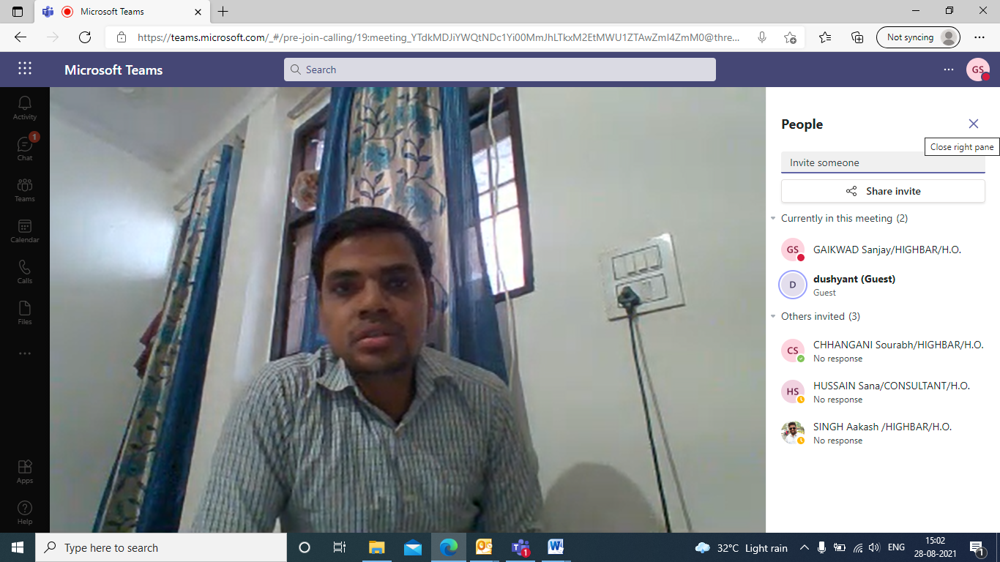 Microsoft Teams
https://teams.microsoft.com/_#/pre-join-calling/19:meeting_YTdkMDJiYWQtNDc1Yi00MmJhLTkxM2EtMWU1ZTAwZmI4ZmM0@thre...
Not syncing
Microsoft Teams
Search
GS
Activity
1
Chat
Teams
Calendar
Calls
Files
Apps
Help
People
Close right pane
Invite someone
Share invite
Currently in this meeting (2)
GS
GAIKWAD Sanjay/HIGHBAR/H.O.
D
dushyant (Guest)
Guest
Others invited (3)
CS
CHHANGANI Sourabh/HIGHBAR/H.O.
No response
HS
HUSSAIN Sana/CONSULTANT/H.O.
No response
SINGH Aakash /HIGHBAR/H.O.
No response
Type here to search
1
32°C Light rain
ENG
15:02
28-08-2021
1